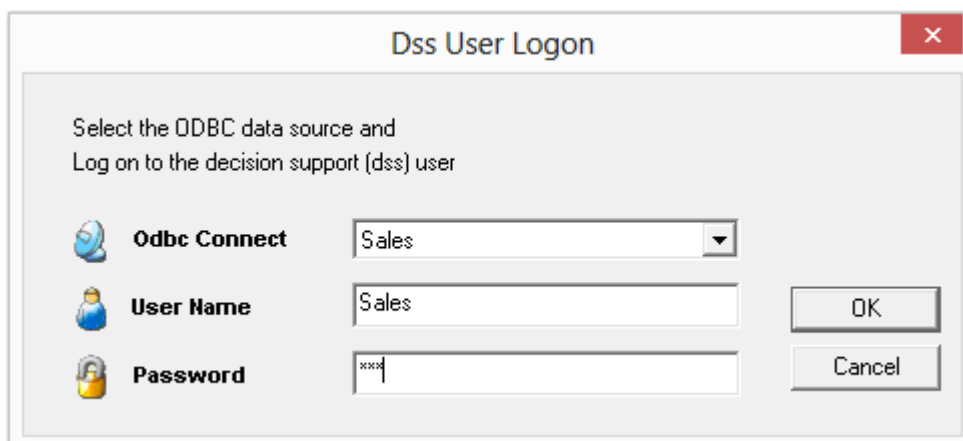 Dss User Logon
Select the ODBC data source and
Log on to the decision support (dss) user
Odbc Connect
Sales
User Name
Sales
OK
Password
***
Cancel